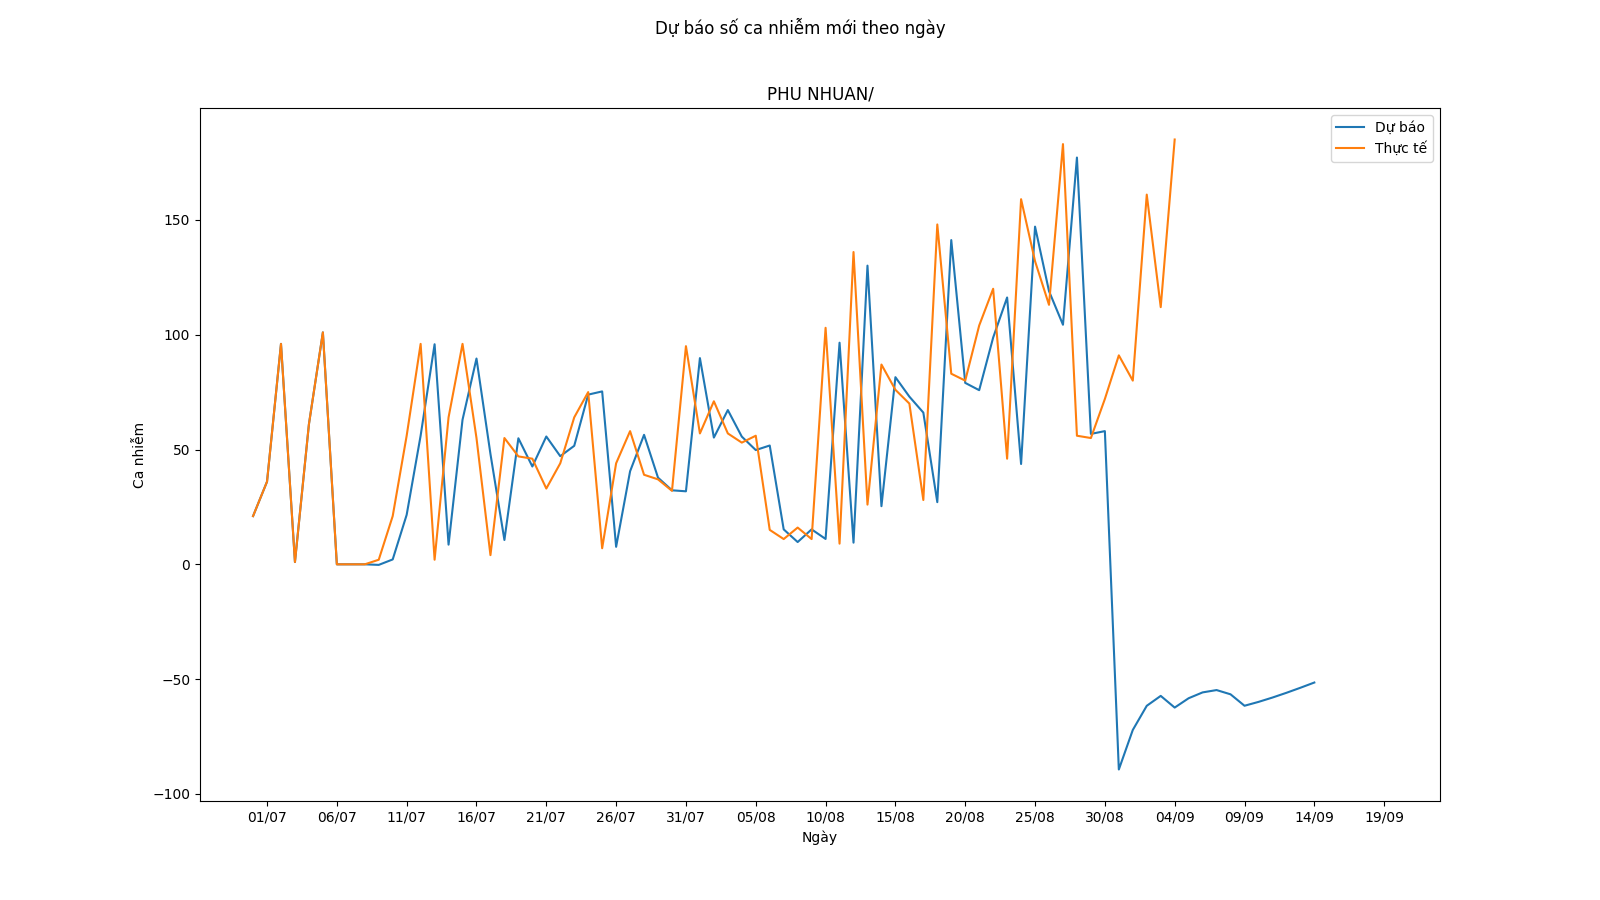 Dự báo số ca nhiễm mới theo ngày
PHU NHUAN/
Dự báo
Thực tế
150
100
50
0
−50
−100
Ca nhiễm
01/07 06/07 11/07 16/07 21/07 26/07 31/07 05/08 10/08 15/08 20/08 25/08 30/08 04/09 09/09 14/09 19/09
Ngày